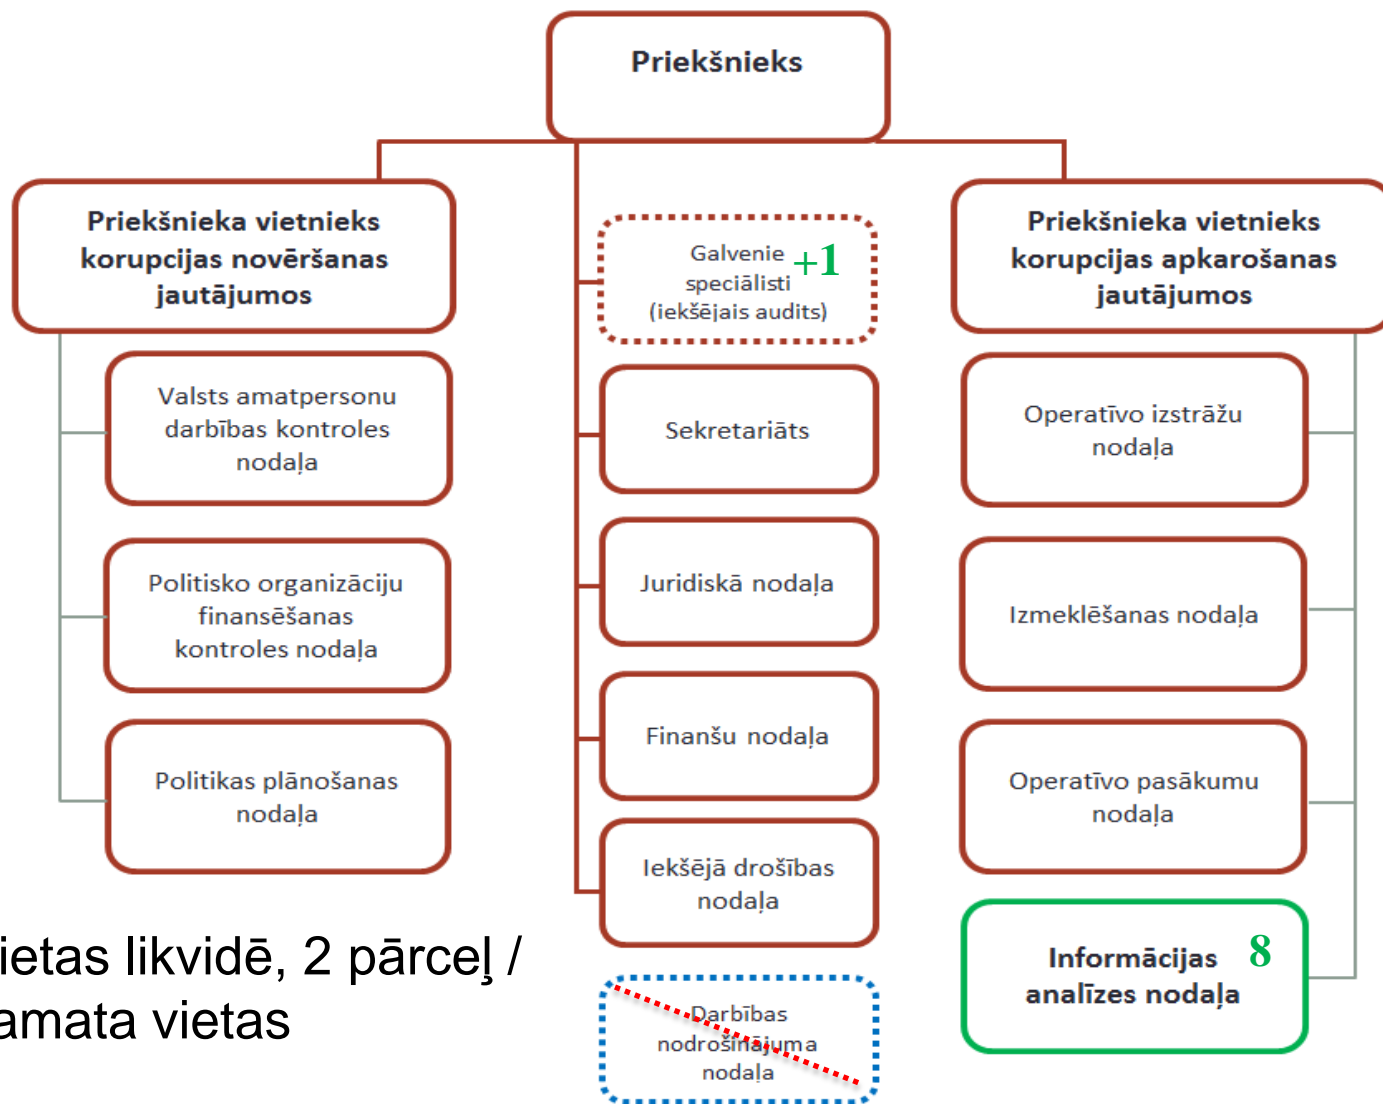 Priekšnieks
Priekšnieka vietnieks
korupcijas novēršanas
jautājumos
Valsts amatpersonu
darbības kontroles
nodaļa
Politisko organizāciju
finansēšanas
kontroles nodaļa
Politikas plānošanas
nodaļa
Galvenie +1
speciālisti
(iekšējais audits)
Sekretariāts
Juridiskā nodaļa
Finanšu nodaļa
Iekšējā drošības
nodaļa
Darbības
nodrošinājuma
nodaļa
Priekšnieka vietnieks
korupcijas apkarošanas
jautājumos
Operatīvo izstrāžu
nodaļa
Izmeklēšanas nodaļa
Operatīvo pasākumu
nodaļa
Informācijas 8
analīzes nodaļa
ietas likvidē, 2 pārceļ /
amata vietas